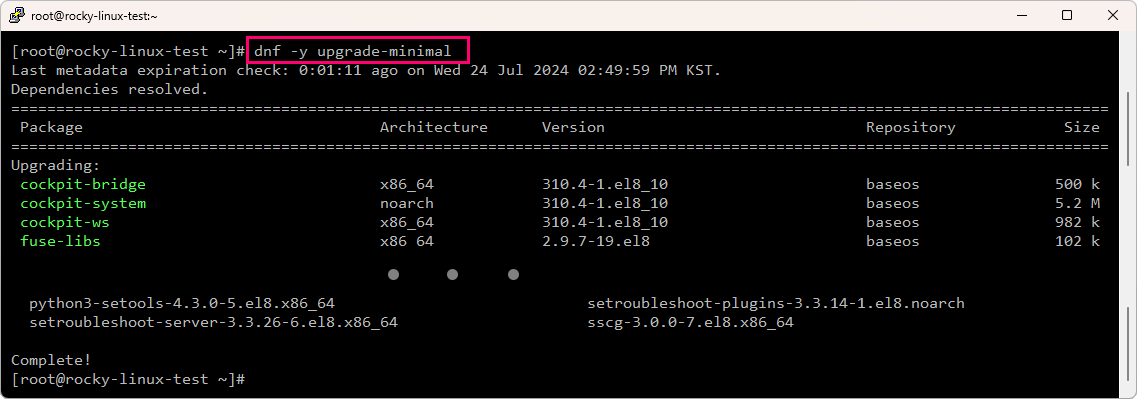 root@rocky-linux-test:~
[root@rocky-linux-test ~]# dnf -y upgrade-minimal
Last metadata expiration check: 0:01:11 ago on Wed 24 Jul 2024 02:49:59 PM KST.
Dependencies resolved.
================================================================================================================
Package Architecture Version Repository Size
================================================================================================================
Upgrading:
cockpit-bridge x86_64 310.4-1.el8_10 baseos 500 k
cockpit-system noarch 310.4-1.el8_10 baseos 5.2 M
cockpit-ws x86_64 310.4-1.el8_10 baseos 982 k
fuse-libs x86 64 2.9.7-19.el8 baseos 102 k
python3-setools-4.3.0-5.el8.x86_64 setroubleshoot-plugins-3.3.14-1.el8.noarch
setroubleshoot-server-3.3.26-6.el8.x86_64 sscg-3.0.0-7.el8.x86_64
Complete!
[root@rocky-linux-test ~]#